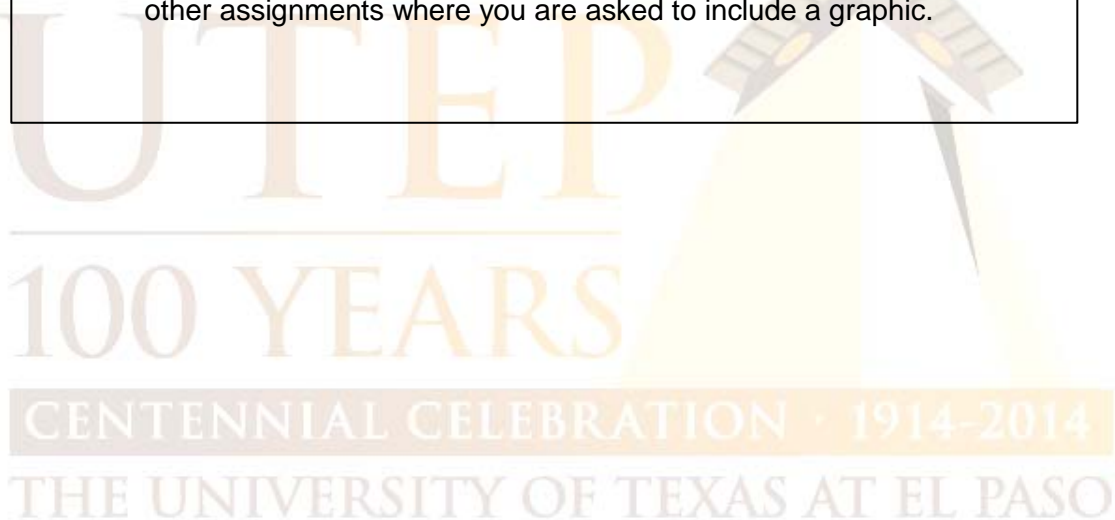 other assignments where you are asked to include a graphic.
UTEP
100 YEARS
CENTENNIAL CELEBRATION · 1914-2014
THE UNIVERSITY OF TEXAS AT EL PASO